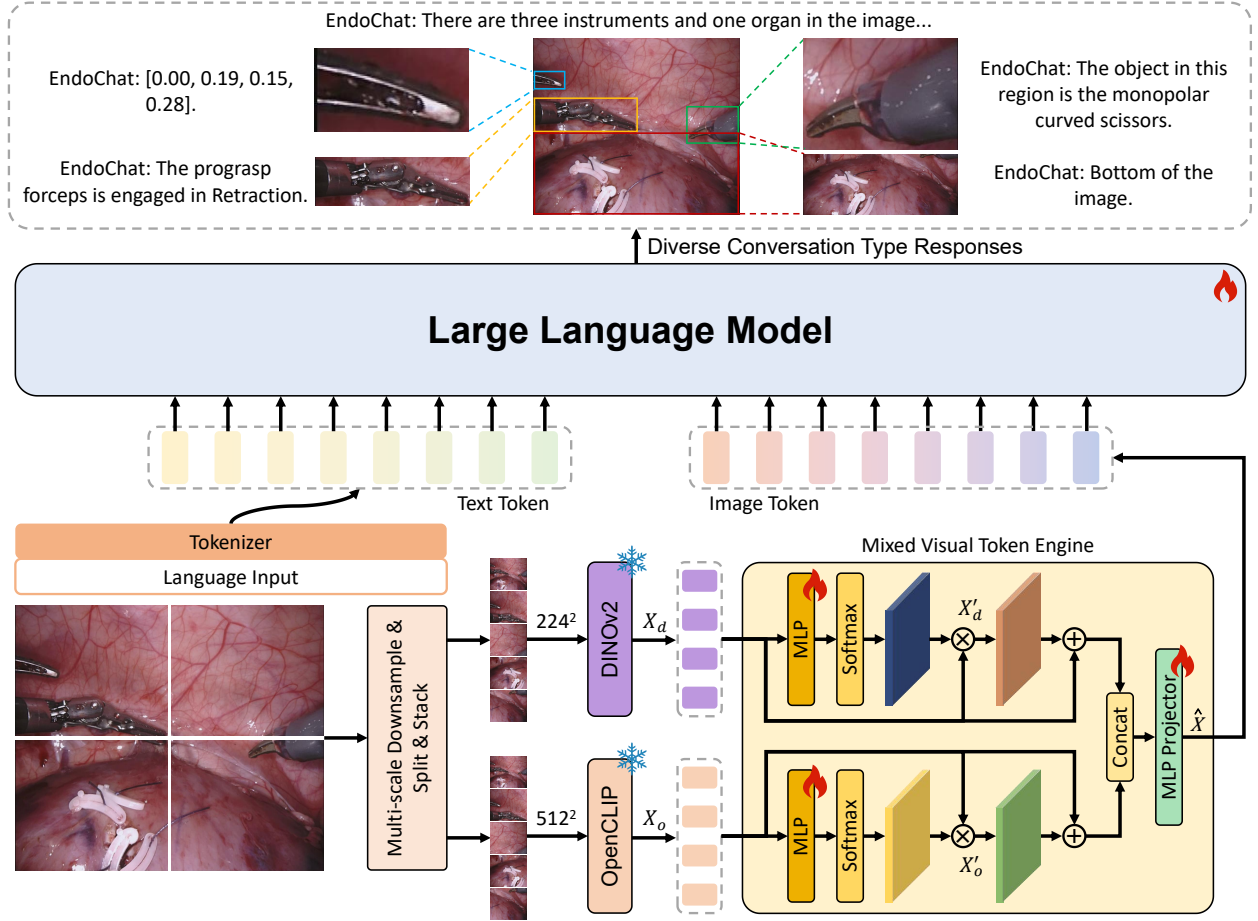 EndoChat: There are three instruments and one organ in the image...
EndoChat: [0.00, 0.19, 0.15,
0.28].
EndoChat: The object in this
region is the monopolar
curved scissors.
EndoChat: The prograsp
forceps is engaged in Retraction.
EndoChat: Bottom of the
image.
Diverse Conversation Type Responses
Large Language Model
Text Token
Image Token
Tokenizer
Language Input
Multi-scale Downsample &
Split & Stack
224²
DINOv2
X_d
512²
OpenCLIP
X_o
Mixed Visual Token Engine
MLP
Softmax
X′_d
MLP
Softmax
X′_o
Concat
MLP Projector
X̂